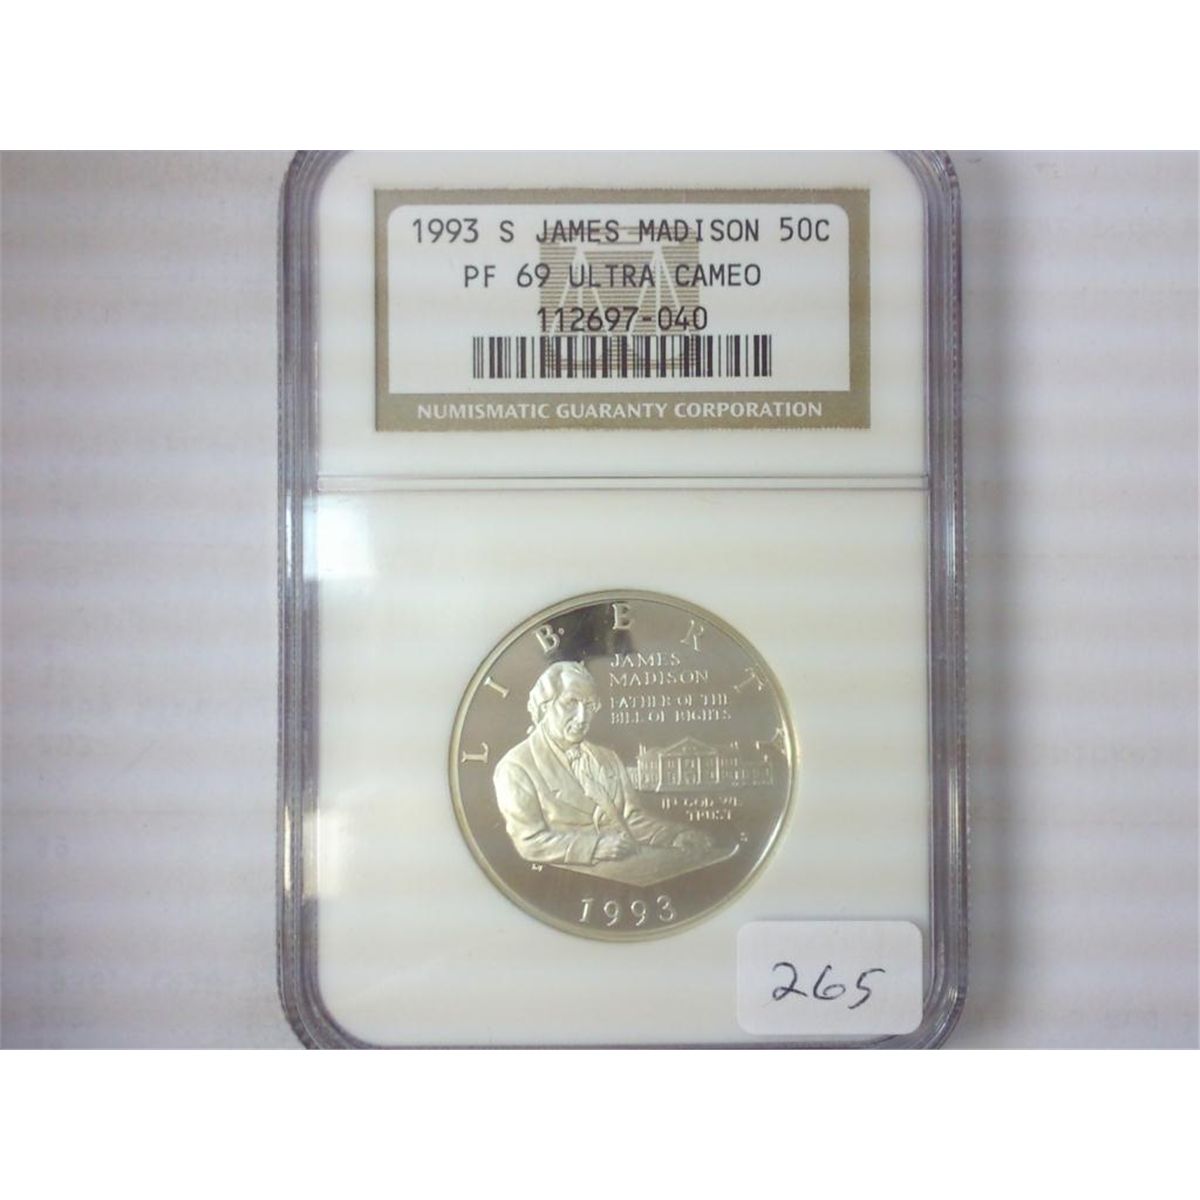 1993 S JAMES MADISON 50C
PF 69 ULTRA CAMEO
112697-040
NUMISMATIC GUARANTY CORPORATION
LIBERTY
JAMES
MADISON
FATHER OF THE
BILL OF RIGHTS
IN GOD WE
TRUST
S
1993
265